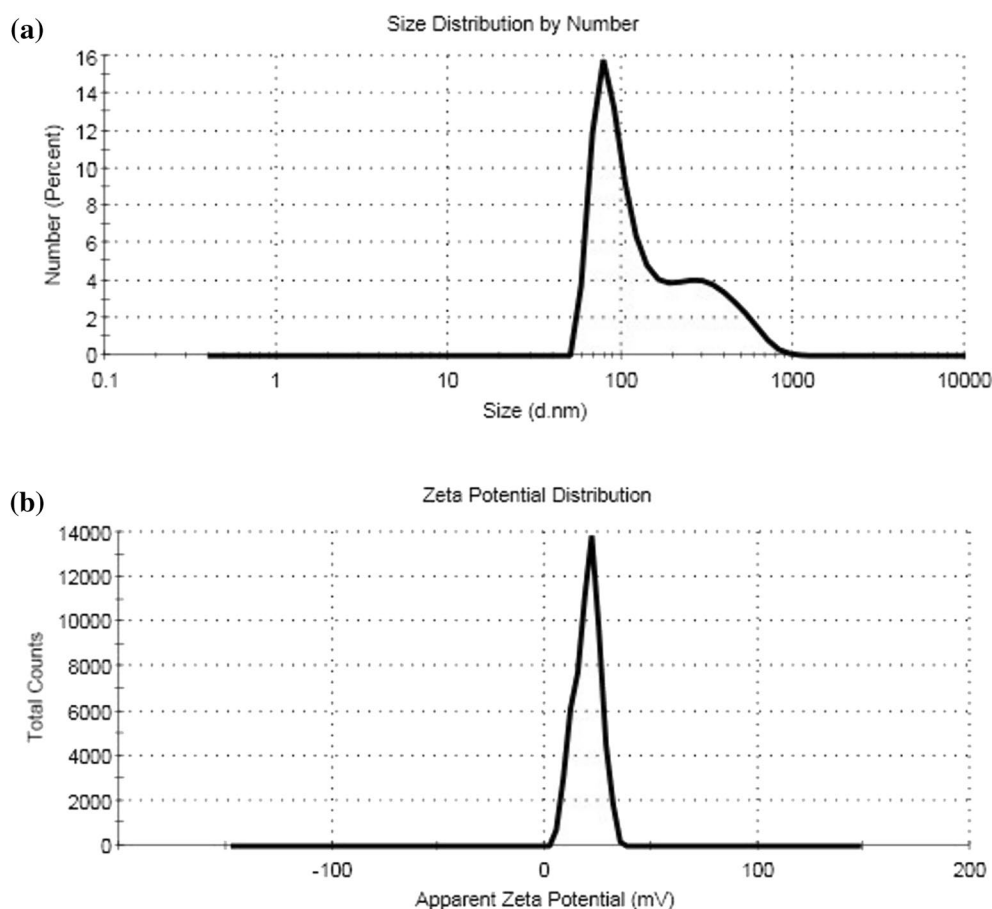 (a)
Size Distribution by Number
Number (Percent)
16
14
12
10
8
6
4
2
0
0.1 1 10 100 1000 10000
Size (d.nm)
(b)
Zeta Potential Distribution
Total Counts
14000
12000
10000
8000
6000
4000
2000
0
-100 0 100 200
Apparent Zeta Potential (mV)